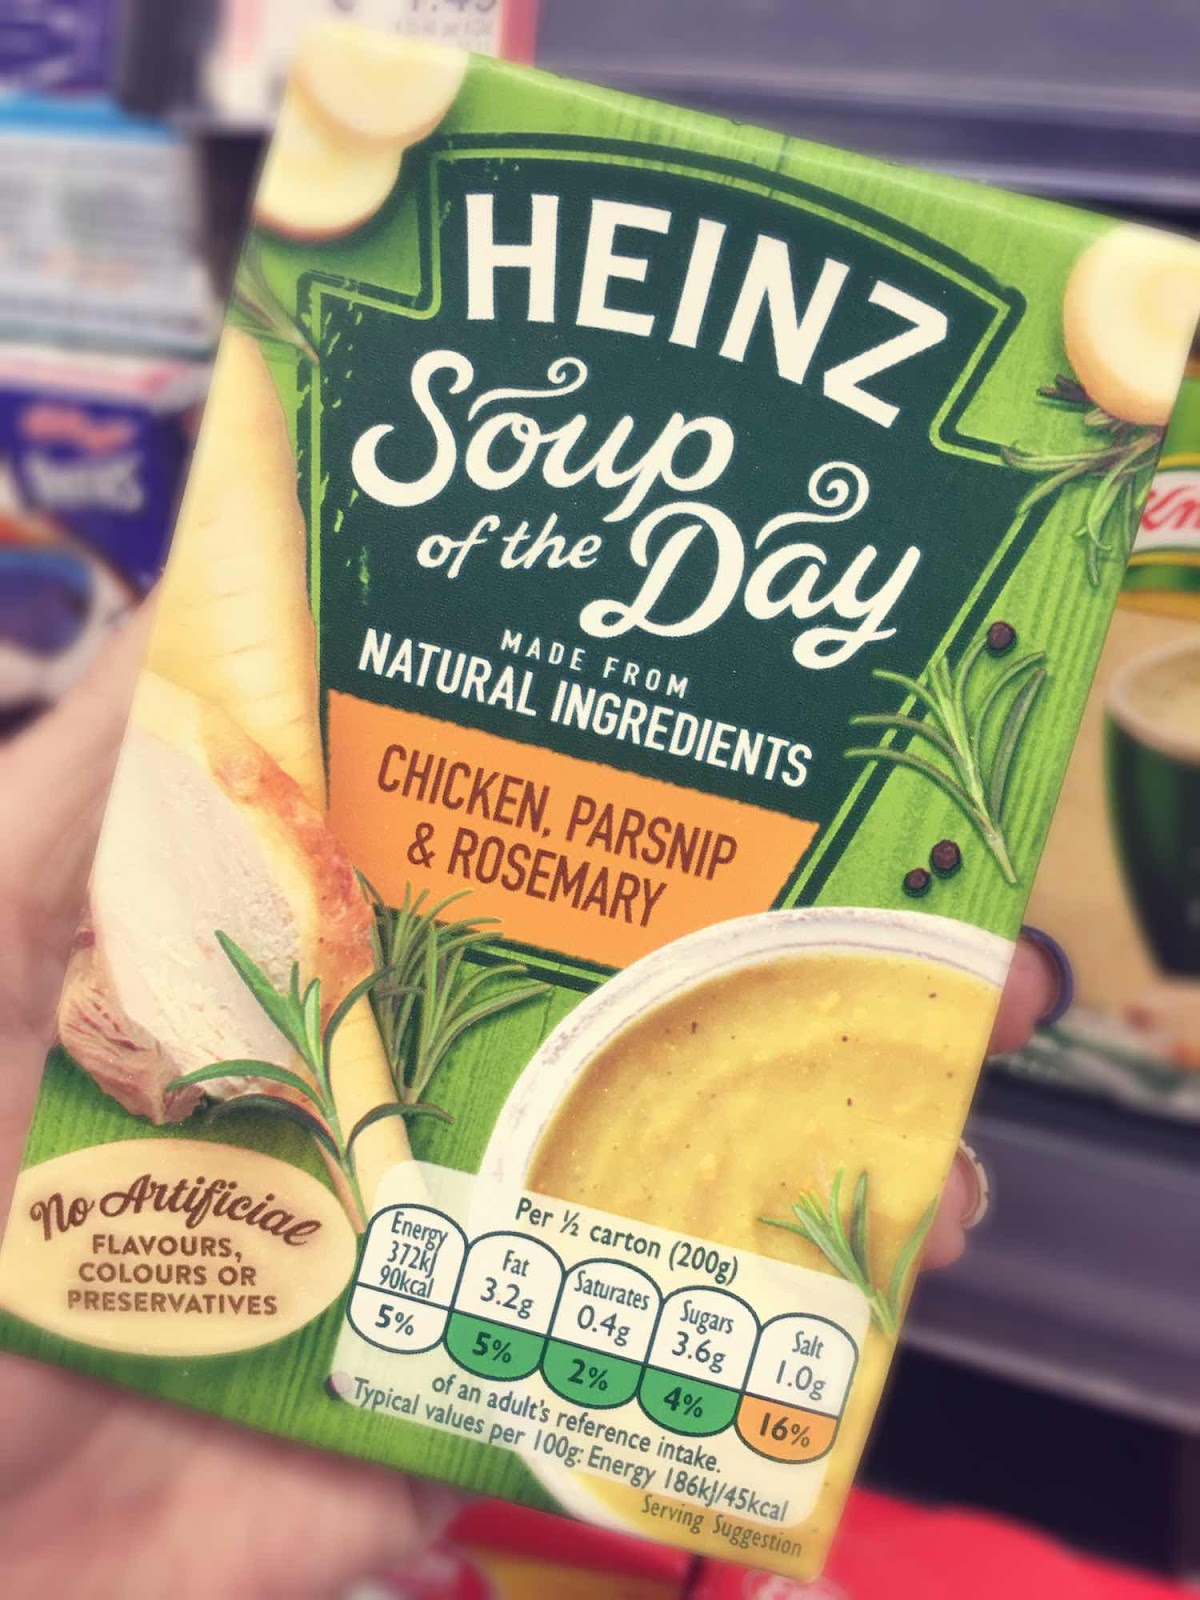 HEINZ
Soup
of the Day
MADE FROM
NATURAL INGREDIENTS
CHICKEN, PARSNIP
& ROSEMARY
No Artificial
FLAVOURS,
COLOURS OR
PRESERVATIVES
Per ½ carton (200g)
Energy
372kJ
90kcal
5%
Fat
3.2g
5%
Saturates
0.4g
2%
Sugars
3.6g
4%
Salt
1.0g
16%
of an adult's reference intake.
Typical values per 100g: Energy 186kJ/45kcal
Serving Suggestion